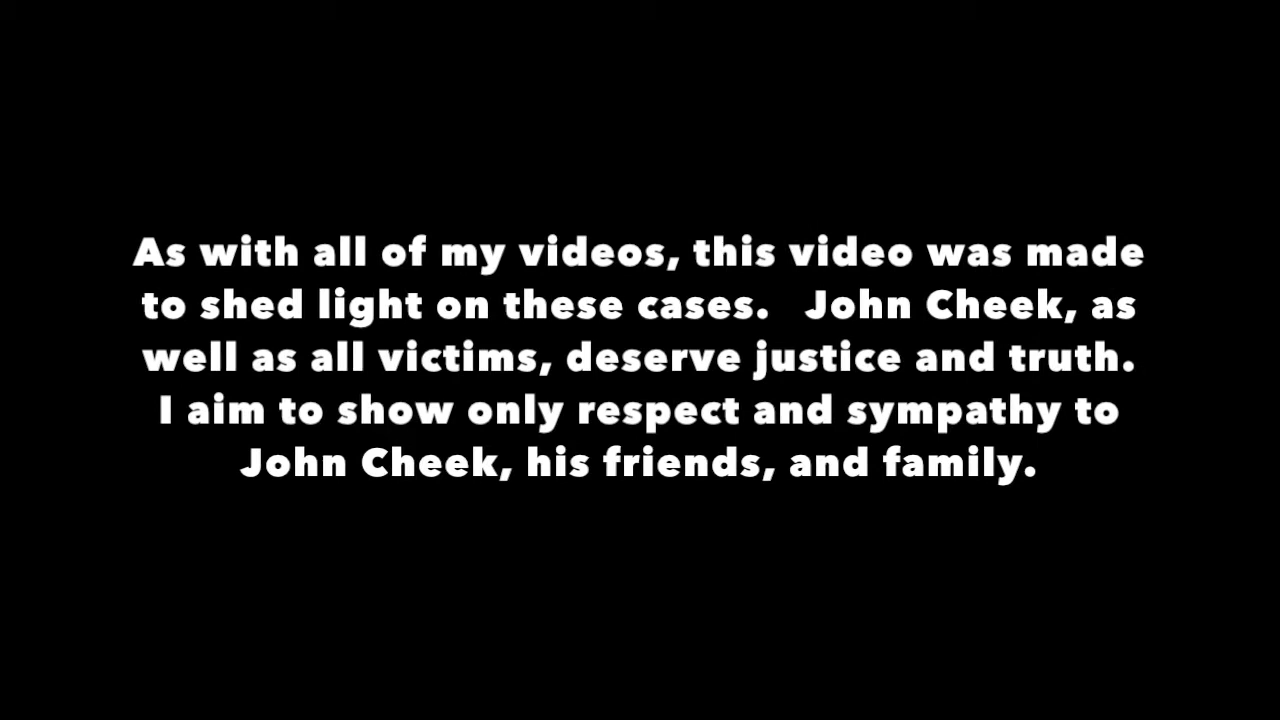 As with all of my videos, this video was made
to shed light on these cases.   John Cheek, as
well as all victims, deserve justice and truth.
I aim to show only respect and sympathy to
John Cheek, his friends, and family.